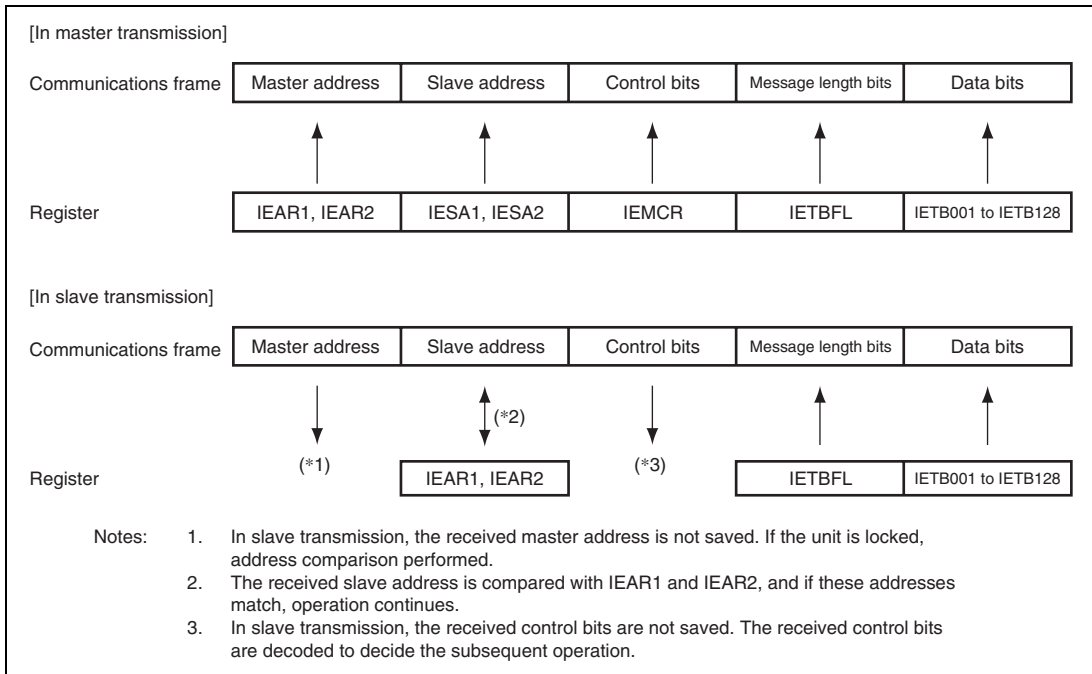 [In master transmission]
Communications frame Master address Slave address Control bits Message length bits Data bits
Register IEAR1, IEAR2 IESA1, IESA2 IEMCR IETBFL IETB001 to IETB128
[In slave transmission]
Communications frame Master address Slave address Control bits Message length bits Data bits
(*2)
(*1) (*3)
Register IEAR1, IEAR2 IETBFL IETB001 to IETB128
Notes: 1. In slave transmission, the received master address is not saved. If the unit is locked,
address comparison performed.
2. The received slave address is compared with IEAR1 and IEAR2, and if these addresses
match, operation continues.
3. In slave transmission, the received control bits are not saved. The received control bits
are decoded to decide the subsequent operation.